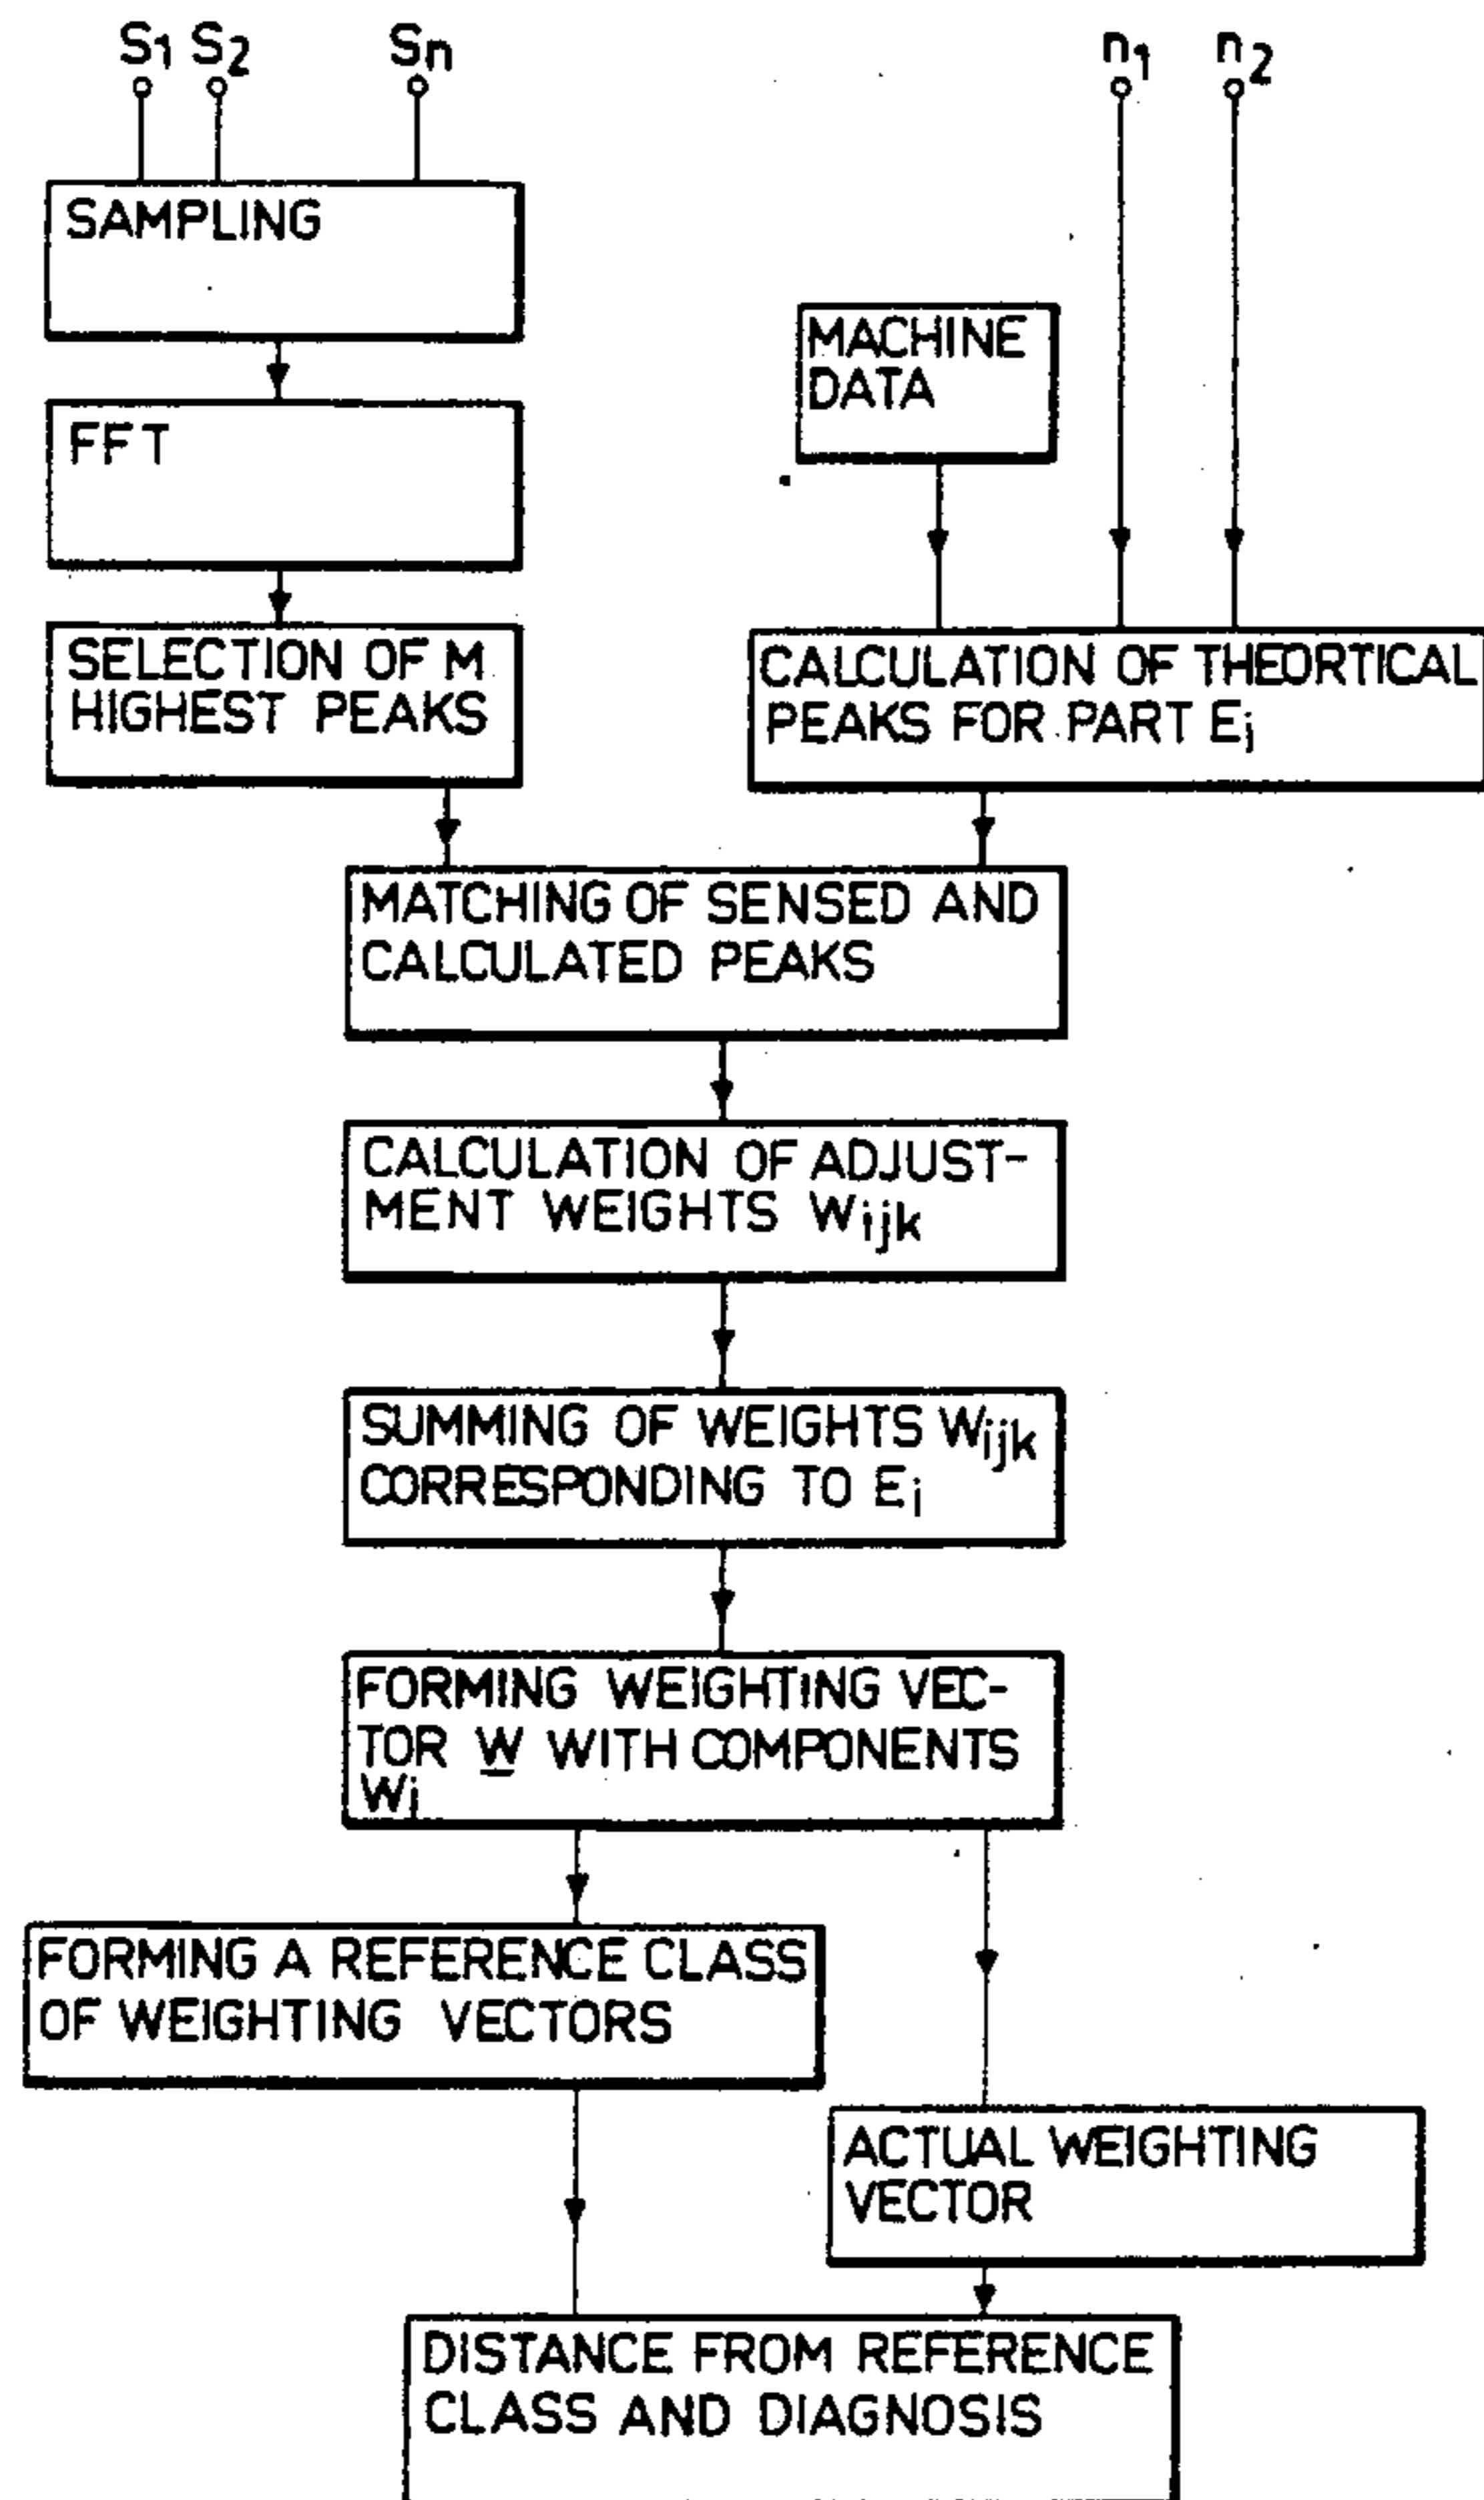 S1 S2 Sn n1 n2
SAMPLING
MACHINE
DATA
FFT
SELECTION OF M
HIGHEST PEAKS
CALCULATION OF THEORTICAL
PEAKS FOR PART Ej
MATCHING OF SENSED AND
CALCULATED PEAKS
CALCULATION OF ADJUST-
MENT WEIGHTS Wijk
SUMMING OF WEIGHTS Wijk
CORRESPONDING TO Ei
FORMING WEIGHTING VEC-
TOR W WITH COMPONENTS
Wi
FORMING A REFERENCE CLASS
OF WEIGHTING VECTORS
ACTUAL WEIGHTING
VECTOR
DISTANCE FROM REFERENCE
CLASS AND DIAGNOSIS